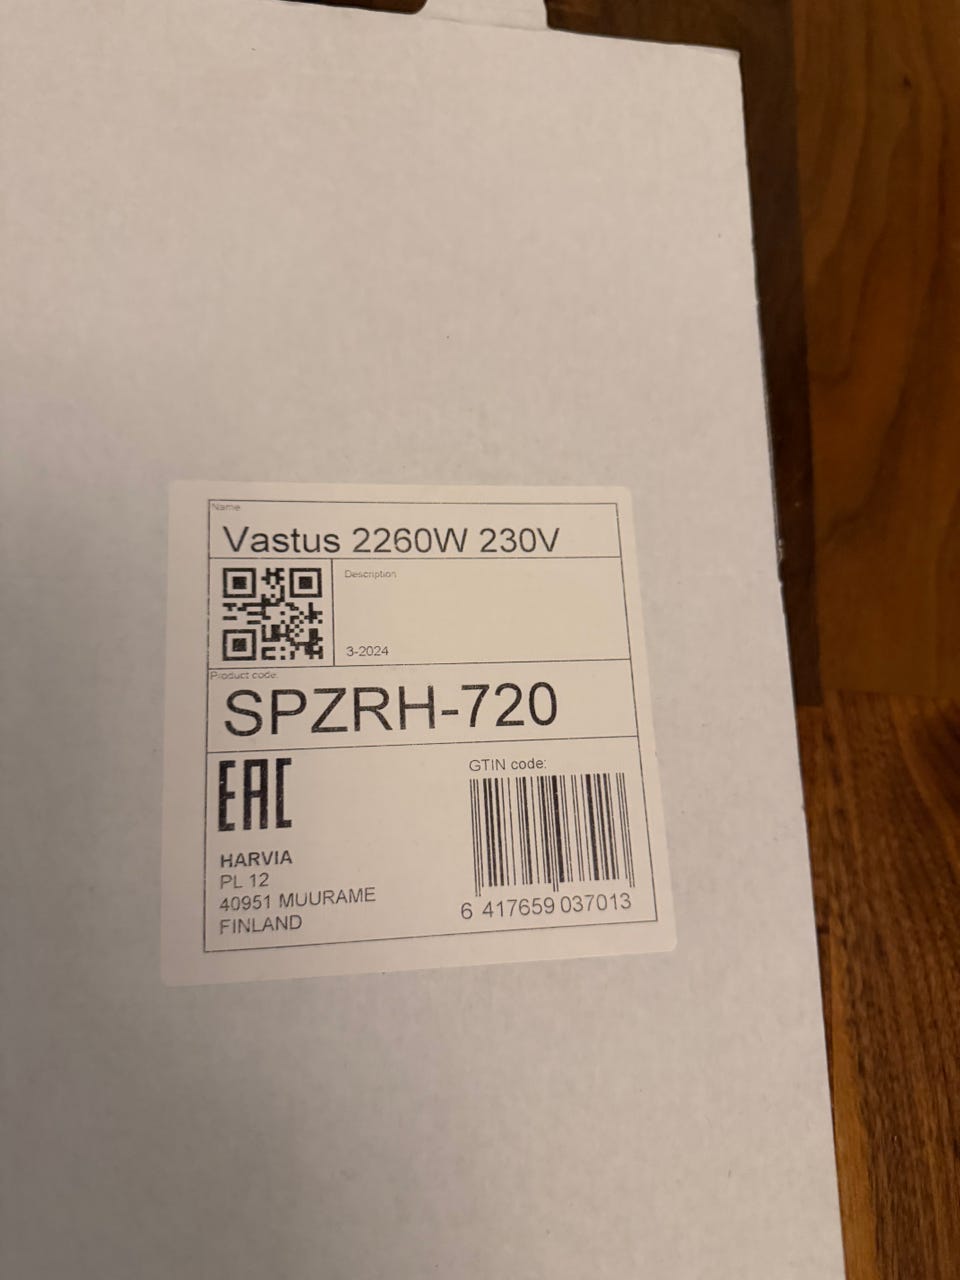 Name
Vastus 2260W 230V
Description
3-2024
Product code:
SPZRH-720
EAC
GTIN code:
HARVIA
PL 12
40951 MUURAME
FINLAND
6 417659 037013